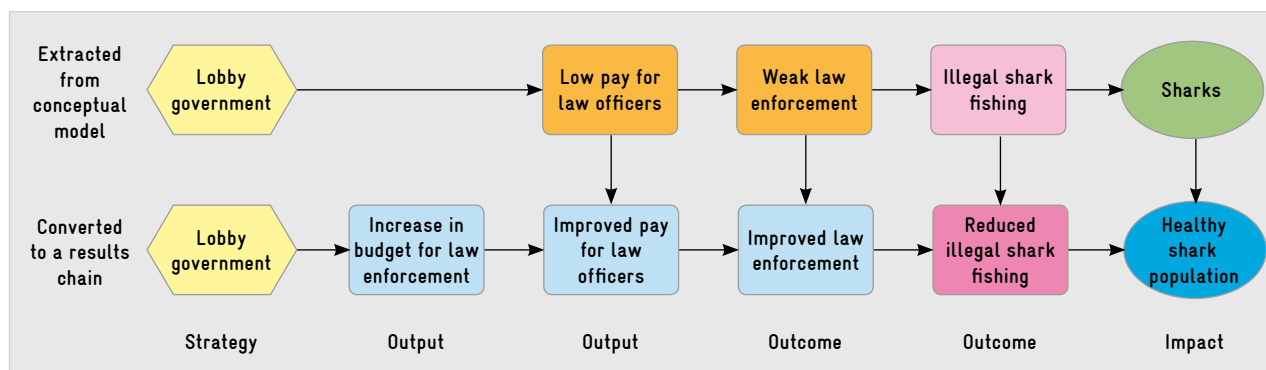 Extracted
from
conceptual
model
Lobby
government
Low pay for
law officers
Weak law
enforcement
Illegal shark
fishing
Sharks
Converted
to a results
chain
Lobby
government
Increase in
budget for law
enforcement
Improved pay
for law
officers
Improved law
enforcement
Reduced
illegal shark
fishing
Healthy
shark
population
Strategy
Output
Output
Outcome
Outcome
Impact